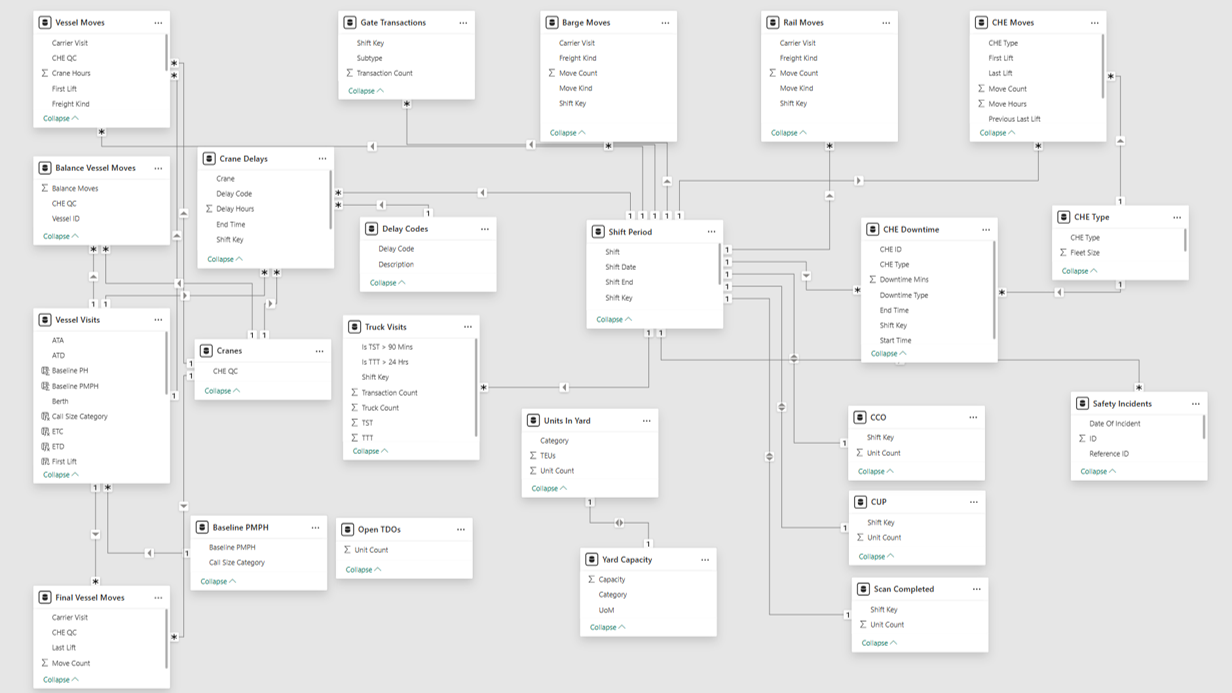 Vessel Moves
Carrier Visit
CHE QC
Crane Hours
First Lift
Freight Kind
Collapse
Gate Transactions
Shift Key
Subtype
Transaction Count
Collapse
Barge Moves
Carrier Visit
Freight Kind
Move Count
Move Kind
Shift Key
Collapse
Rail Moves
Carrier Visit
Freight Kind
Move Count
Move Kind
Shift Key
Collapse
CHE Moves
CHE Type
First Lift
Last Lift
Move Count
Move Hours
Previous Last Lift
Collapse
Balance Vessel Moves
Balance Moves
CHE QC
Vessel ID
Collapse
Crane Delays
Crane
Delay Code
Delay Hours
End Time
Shift Key
Collapse
Delay Codes
Delay Code
Description
Collapse
Shift Period
Shift
Shift Date
Shift End
Shift Key
Collapse
CHE Downtime
CHE ID
CHE Type
Downtime Mins
Downtime Type
End Time
Shift Key
Start Time
Collapse
CHE Type
CHE Type
Fleet Size
Collapse
Vessel Visits
ATA
ATD
Baseline PH
Baseline PMPH
Berth
Call Size Category
ETC
ETD
First Lift
Collapse
Cranes
CHE QC
Collapse
Truck Visits
Is TST > 90 Mins
Is TTT > 24 Hrs
Shift Key
Transaction Count
Truck Count
TST
TTT
Collapse
Units In Yard
Category
TEUs
Unit Count
Collapse
CCO
Shift Key
Unit Count
Collapse
Safety Incidents
Date Of Incident
ID
Reference ID
Collapse
CUP
Shift Key
Unit Count
Collapse
Baseline PMPH
Baseline PMPH
Call Size Category
Collapse
Open TDOs
Unit Count
Collapse
Yard Capacity
Capacity
Category
UoM
Collapse
Scan Completed
Shift Key
Unit Count
Collapse
Final Vessel Moves
Carrier Visit
CHE QC
Last Lift
Move Count
Collapse